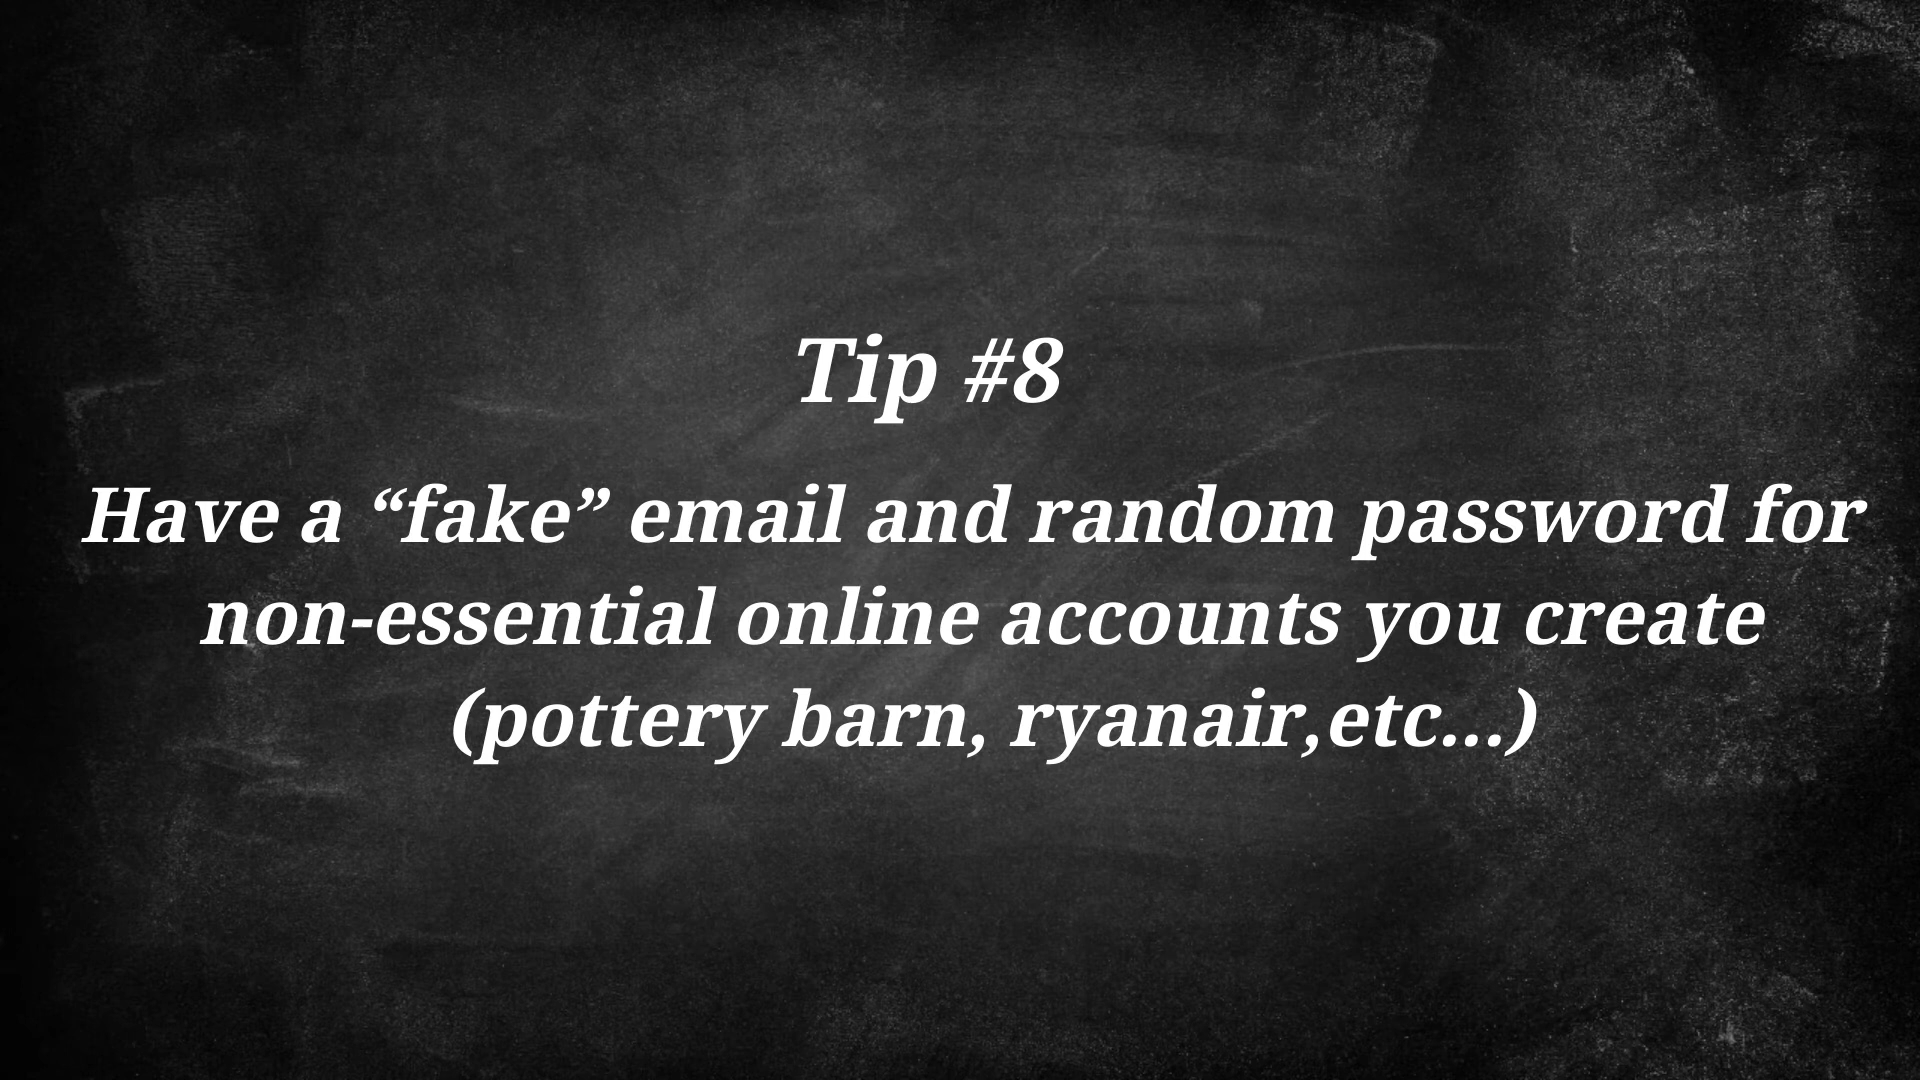 Tip #8
Have a “fake” email and random password for
non-essential online accounts you create
(pottery barn, ryanair,etc...)